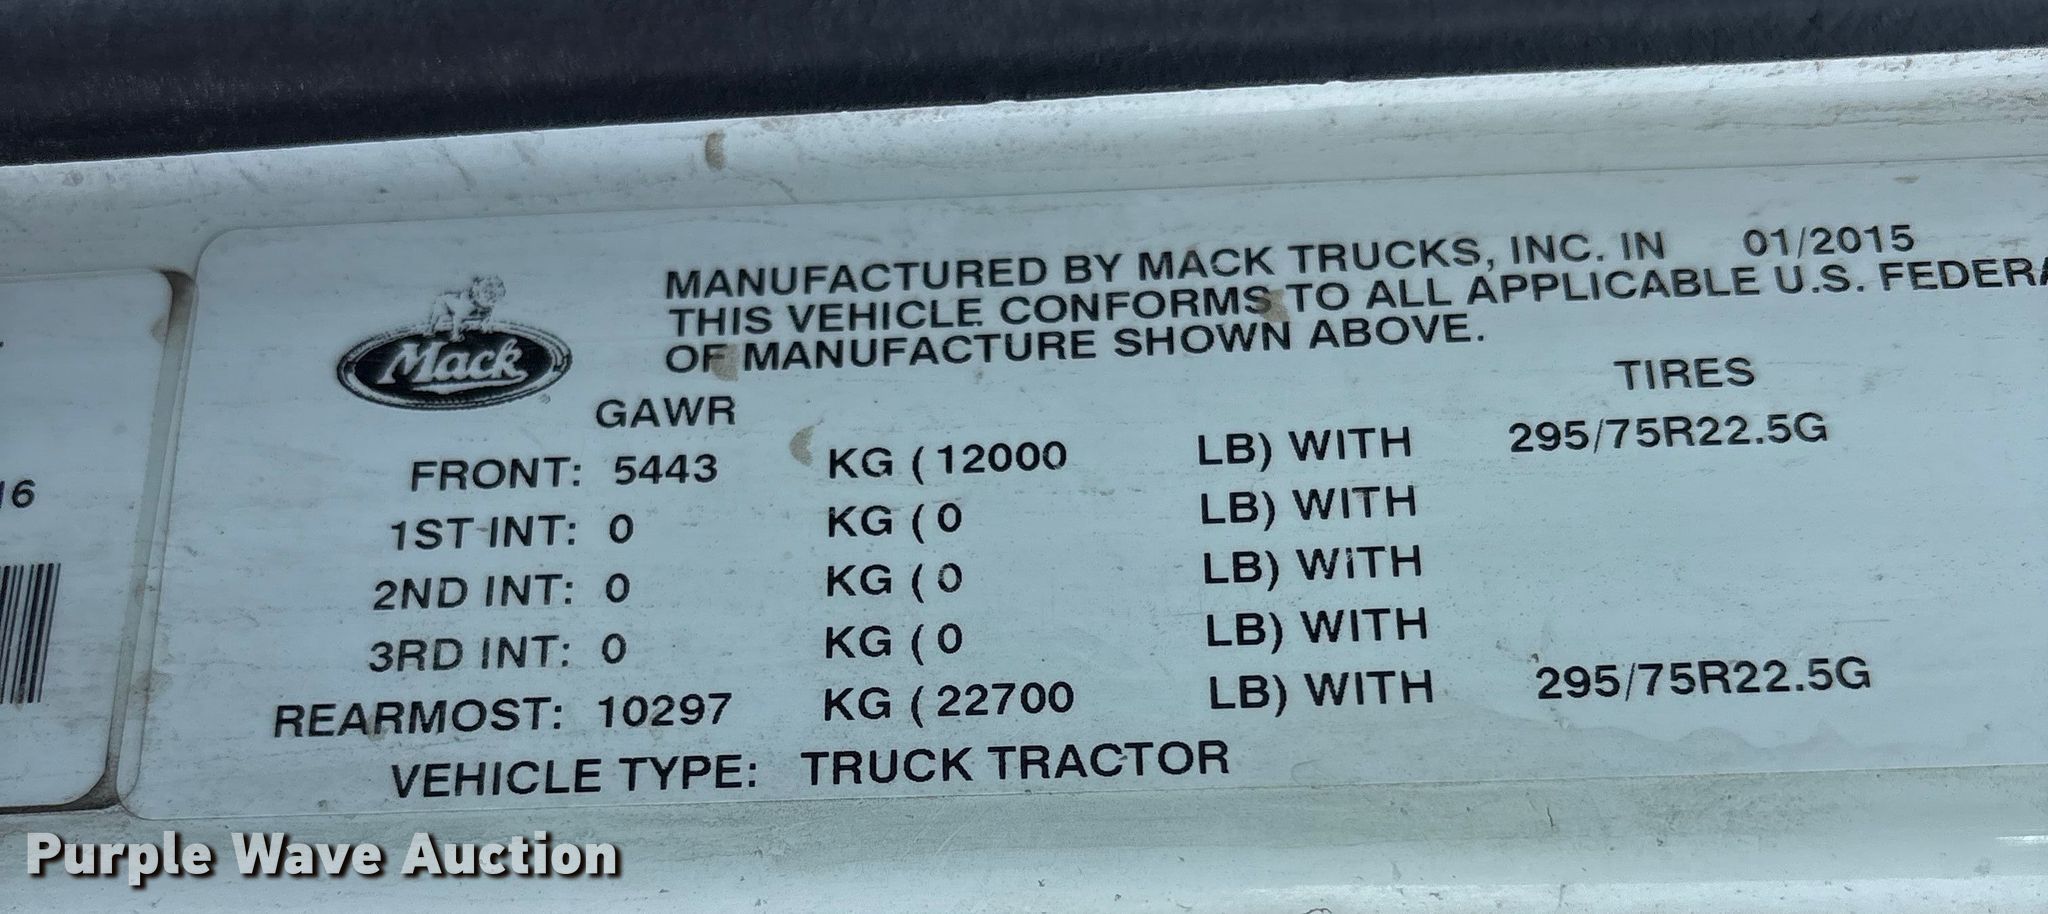 MANUFACTURED BY MACK TRUCKS, INC. IN 01/2015
THIS VEHICLE CONFORMS TO ALL APPLICABLE U.S. FEDERA
OF MANUFACTURE SHOWN ABOVE.
Mack
GAWR TIRES
FRONT: 5443 KG (12000 LB) WITH 295/75R22.5G
1ST INT: 0 KG (0 LB) WITH
2ND INT: 0 KG (0 LB) WITH
3RD INT: 0 KG (0 LB) WITH
REARMOST: 10297 KG (22700 LB) WITH 295/75R22.5G
VEHICLE TYPE: TRUCK TRACTOR
16
Purple Wave Auction